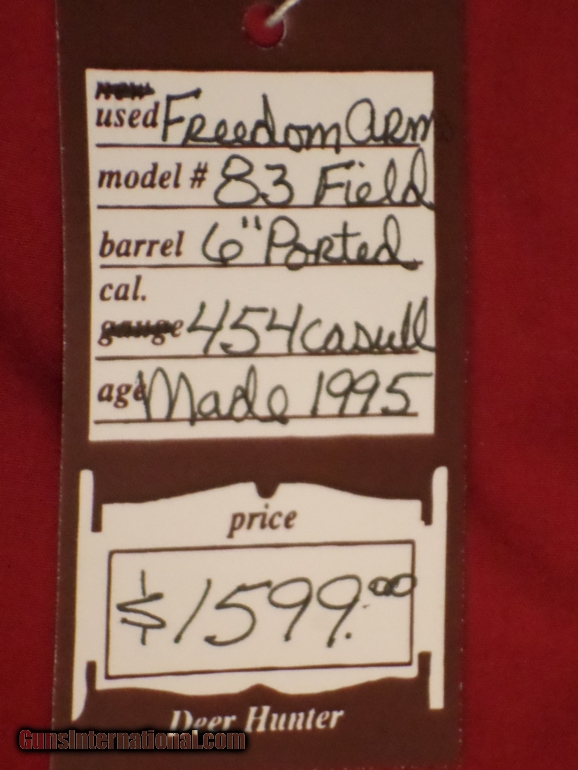 new
used Freedom Arms
model # 83 Field
barrel 6" Ported
cal.
gauge 454 Casull
age Made 1995
price
$1599.00
Deer Hunter
GunsInternational.com